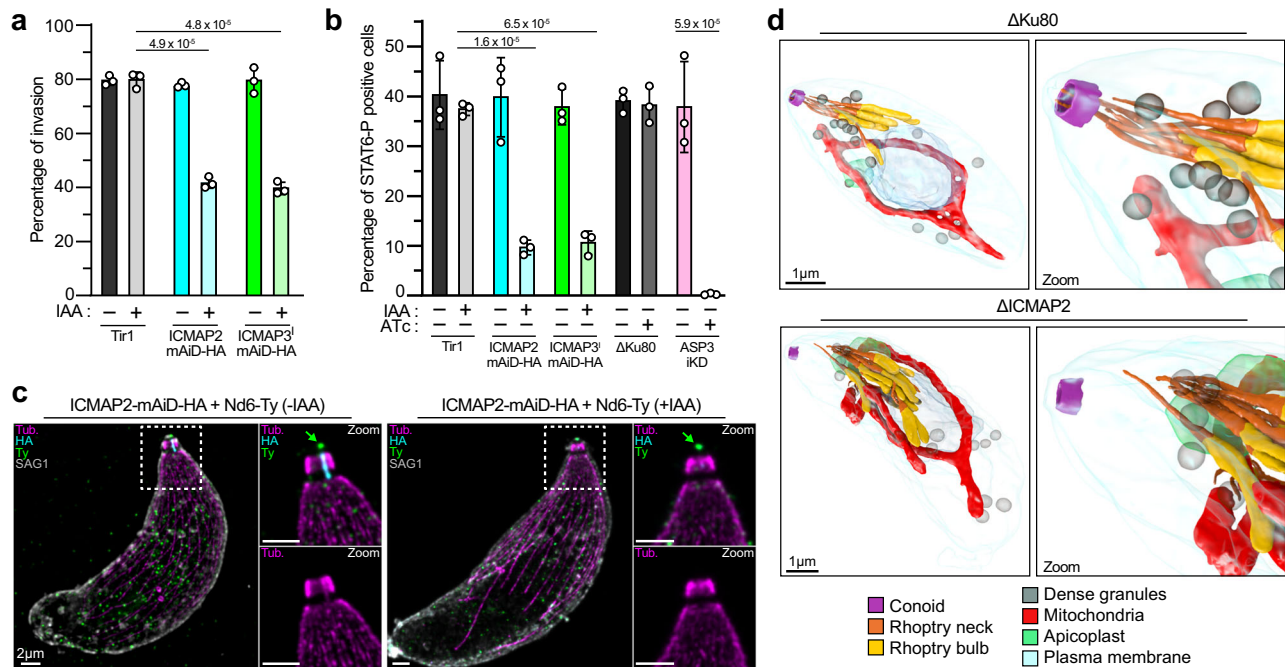 a
4.8 x 10⁻⁵
4.9 x 10⁻⁵
Percentage of invasion
100
80
60
40
20
0
IAA : − + − + − +
Tir1
ICMAP2
mAiD-HA
ICMAP3ᴵ
mAiD-HA
b
6.5 x 10⁻⁵
5.9 x 10⁻⁵
1.6 x 10⁻⁵
Percentage of STAT6-P positive cells
50
40
30
20
10
0
IAA : − + − + − + − − − −
ATc : − − − − − − − + − +
Tir1
ICMAP2
mAiD-HA
ICMAP3ᴵ
mAiD-HA
ΔKu80
ASP3
iKD
c
ICMAP2-mAiD-HA + Nd6-Ty (-IAA)
Tub.
HA
Ty
SAG1
2μm
Tub.
HA
Ty
Zoom
Tub.
Zoom
ICMAP2-mAiD-HA + Nd6-Ty (+IAA)
Tub.
HA
Ty
SAG1
Tub.
HA
Ty
Zoom
Tub.
Zoom
d
ΔKu80
1μm
Zoom
ΔICMAP2
1μm
Zoom
Conoid
Rhoptry neck
Rhoptry bulb
Dense granules
Mitochondria
Apicoplast
Plasma membrane